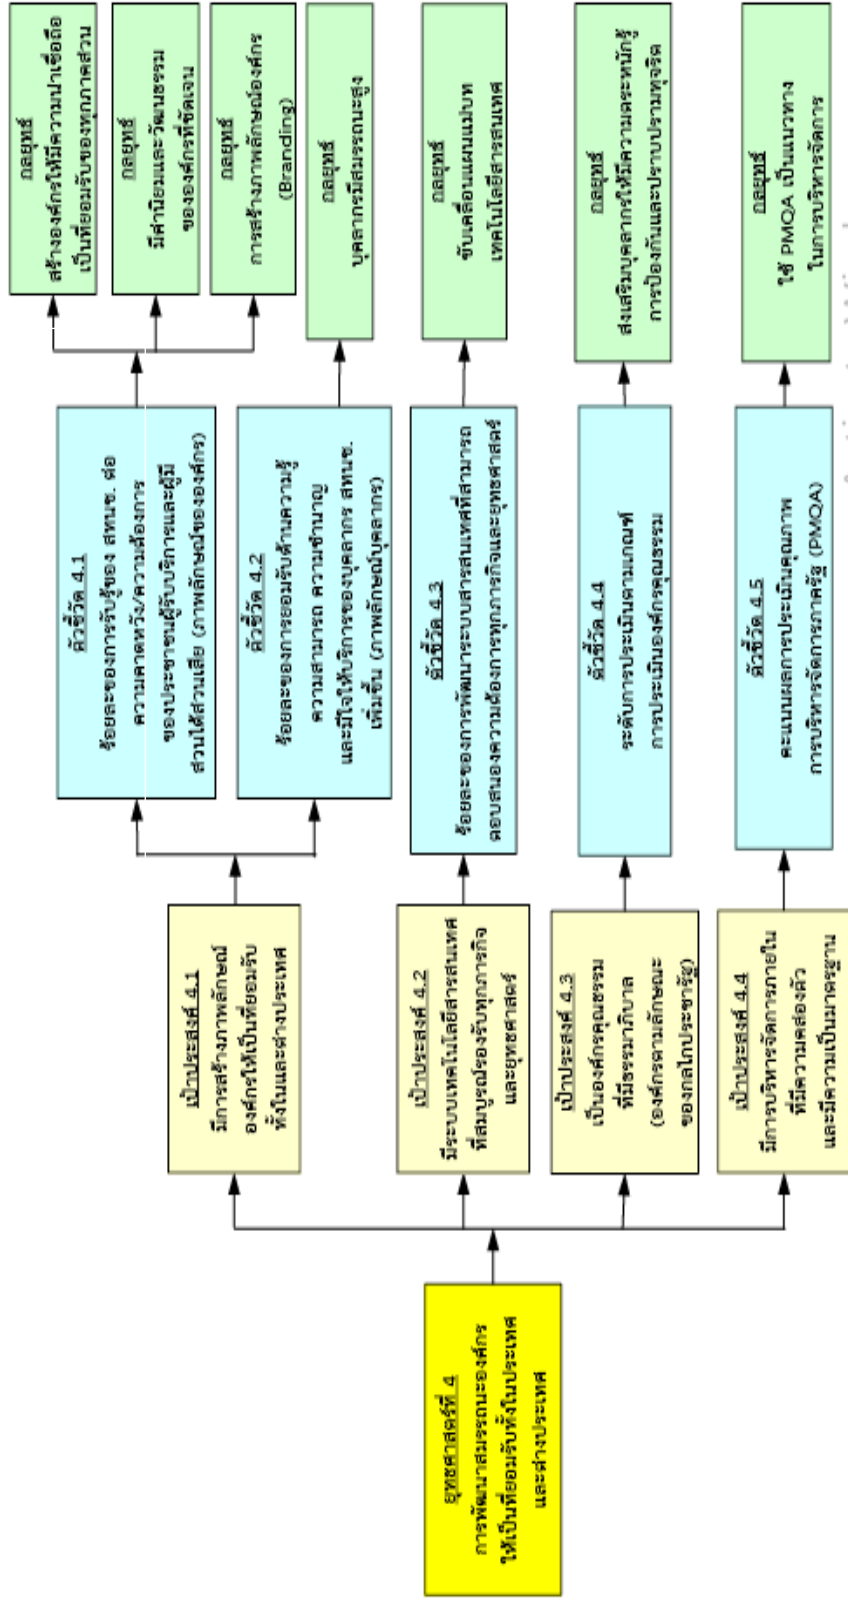 ยุทธศาสตร์ที่ 4
การพัฒนาสมรรถนะองค์กร
ให้เป็นที่ยอมรับทั้งในประเทศ
และต่างประเทศ
เป้าประสงค์ 4.1
มีการสร้างภาพลักษณ์
องค์กรให้เป็นที่ยอมรับ
ทั้งในและต่างประเทศ
เป้าประสงค์ 4.2
มีระบบเทคโนโลยีสารสนเทศ
ที่สมบูรณ์รองรับทุกภารกิจ
และยุทธศาสตร์
เป้าประสงค์ 4.3
เป็นองค์กรคุณธรรม
ที่มีธรรมาภิบาล
(องค์กรตามลักษณะ
ของกลไกประชารัฐ)
เป้าประสงค์ 4.4
มีการบริหารจัดการภายใน
ที่มีความคล่องตัว
และมีความเป็นมาตรฐาน
ตัวชี้วัด 4.1
ร้อยละของการรับรู้ของ สทนช. ต่อ
ความคาดหวัง/ความต้องการ
ของประชาชนผู้รับบริการและผู้มี
ส่วนได้ส่วนเสีย (ภาพลักษณ์ขององค์กร)
ตัวชี้วัด 4.2
ร้อยละของการยอมรับด้านความรู้
ความสามารถ ความชำนาญ
และมีใจให้บริการของบุคลากร สทนช.
เพิ่มขึ้น (ภาพลักษณ์บุคลากร)
ตัวชี้วัด 4.3
ร้อยละของการพัฒนาระบบสารสนเทศที่สามารถ
ตอบสนองความต้องการทุกภารกิจและยุทธศาสตร์
ตัวชี้วัด 4.4
ระดับการประเมินตามเกณฑ์
การประเมินองค์กรคุณธรรม
ตัวชี้วัด 4.5
คะแนนผลการประเมินคุณภาพ
การบริหารจัดการภาครัฐ (PMQA)
กลยุทธ์
สร้างองค์กรให้มีความน่าเชื่อถือ
เป็นที่ยอมรับของทุกภาคส่วน
กลยุทธ์
มีค่านิยมและวัฒนธรรม
ขององค์กรที่ชัดเจน
กลยุทธ์
การสร้างภาพลักษณ์องค์กร
(Branding)
กลยุทธ์
บุคลากรมีสมรรถนะสูง
กลยุทธ์
ขับเคลื่อนแผนแม่บท
เทคโนโลยีสารสนเทศ
กลยุทธ์
ส่งเสริมบุคลากรให้มีความตระหนักรู้
การป้องกันและปราบปรามทุจริต
กลยุทธ์
ใช้ PMQA เป็นแนวทาง
ในการบริหารจัดการ